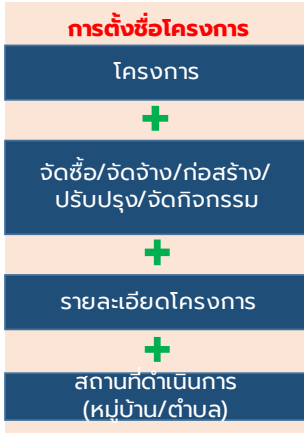 การตั้งชื่อโครงการ
โครงการ
+
จัดซื้อ/จัดจ้าง/ก่อสร้าง/
ปรับปรุง/จัดกิจกรรม
+
รายละเอียดโครงการ
+
สถานที่ดำเนินการ
(หมู่บ้าน/ตำบล)